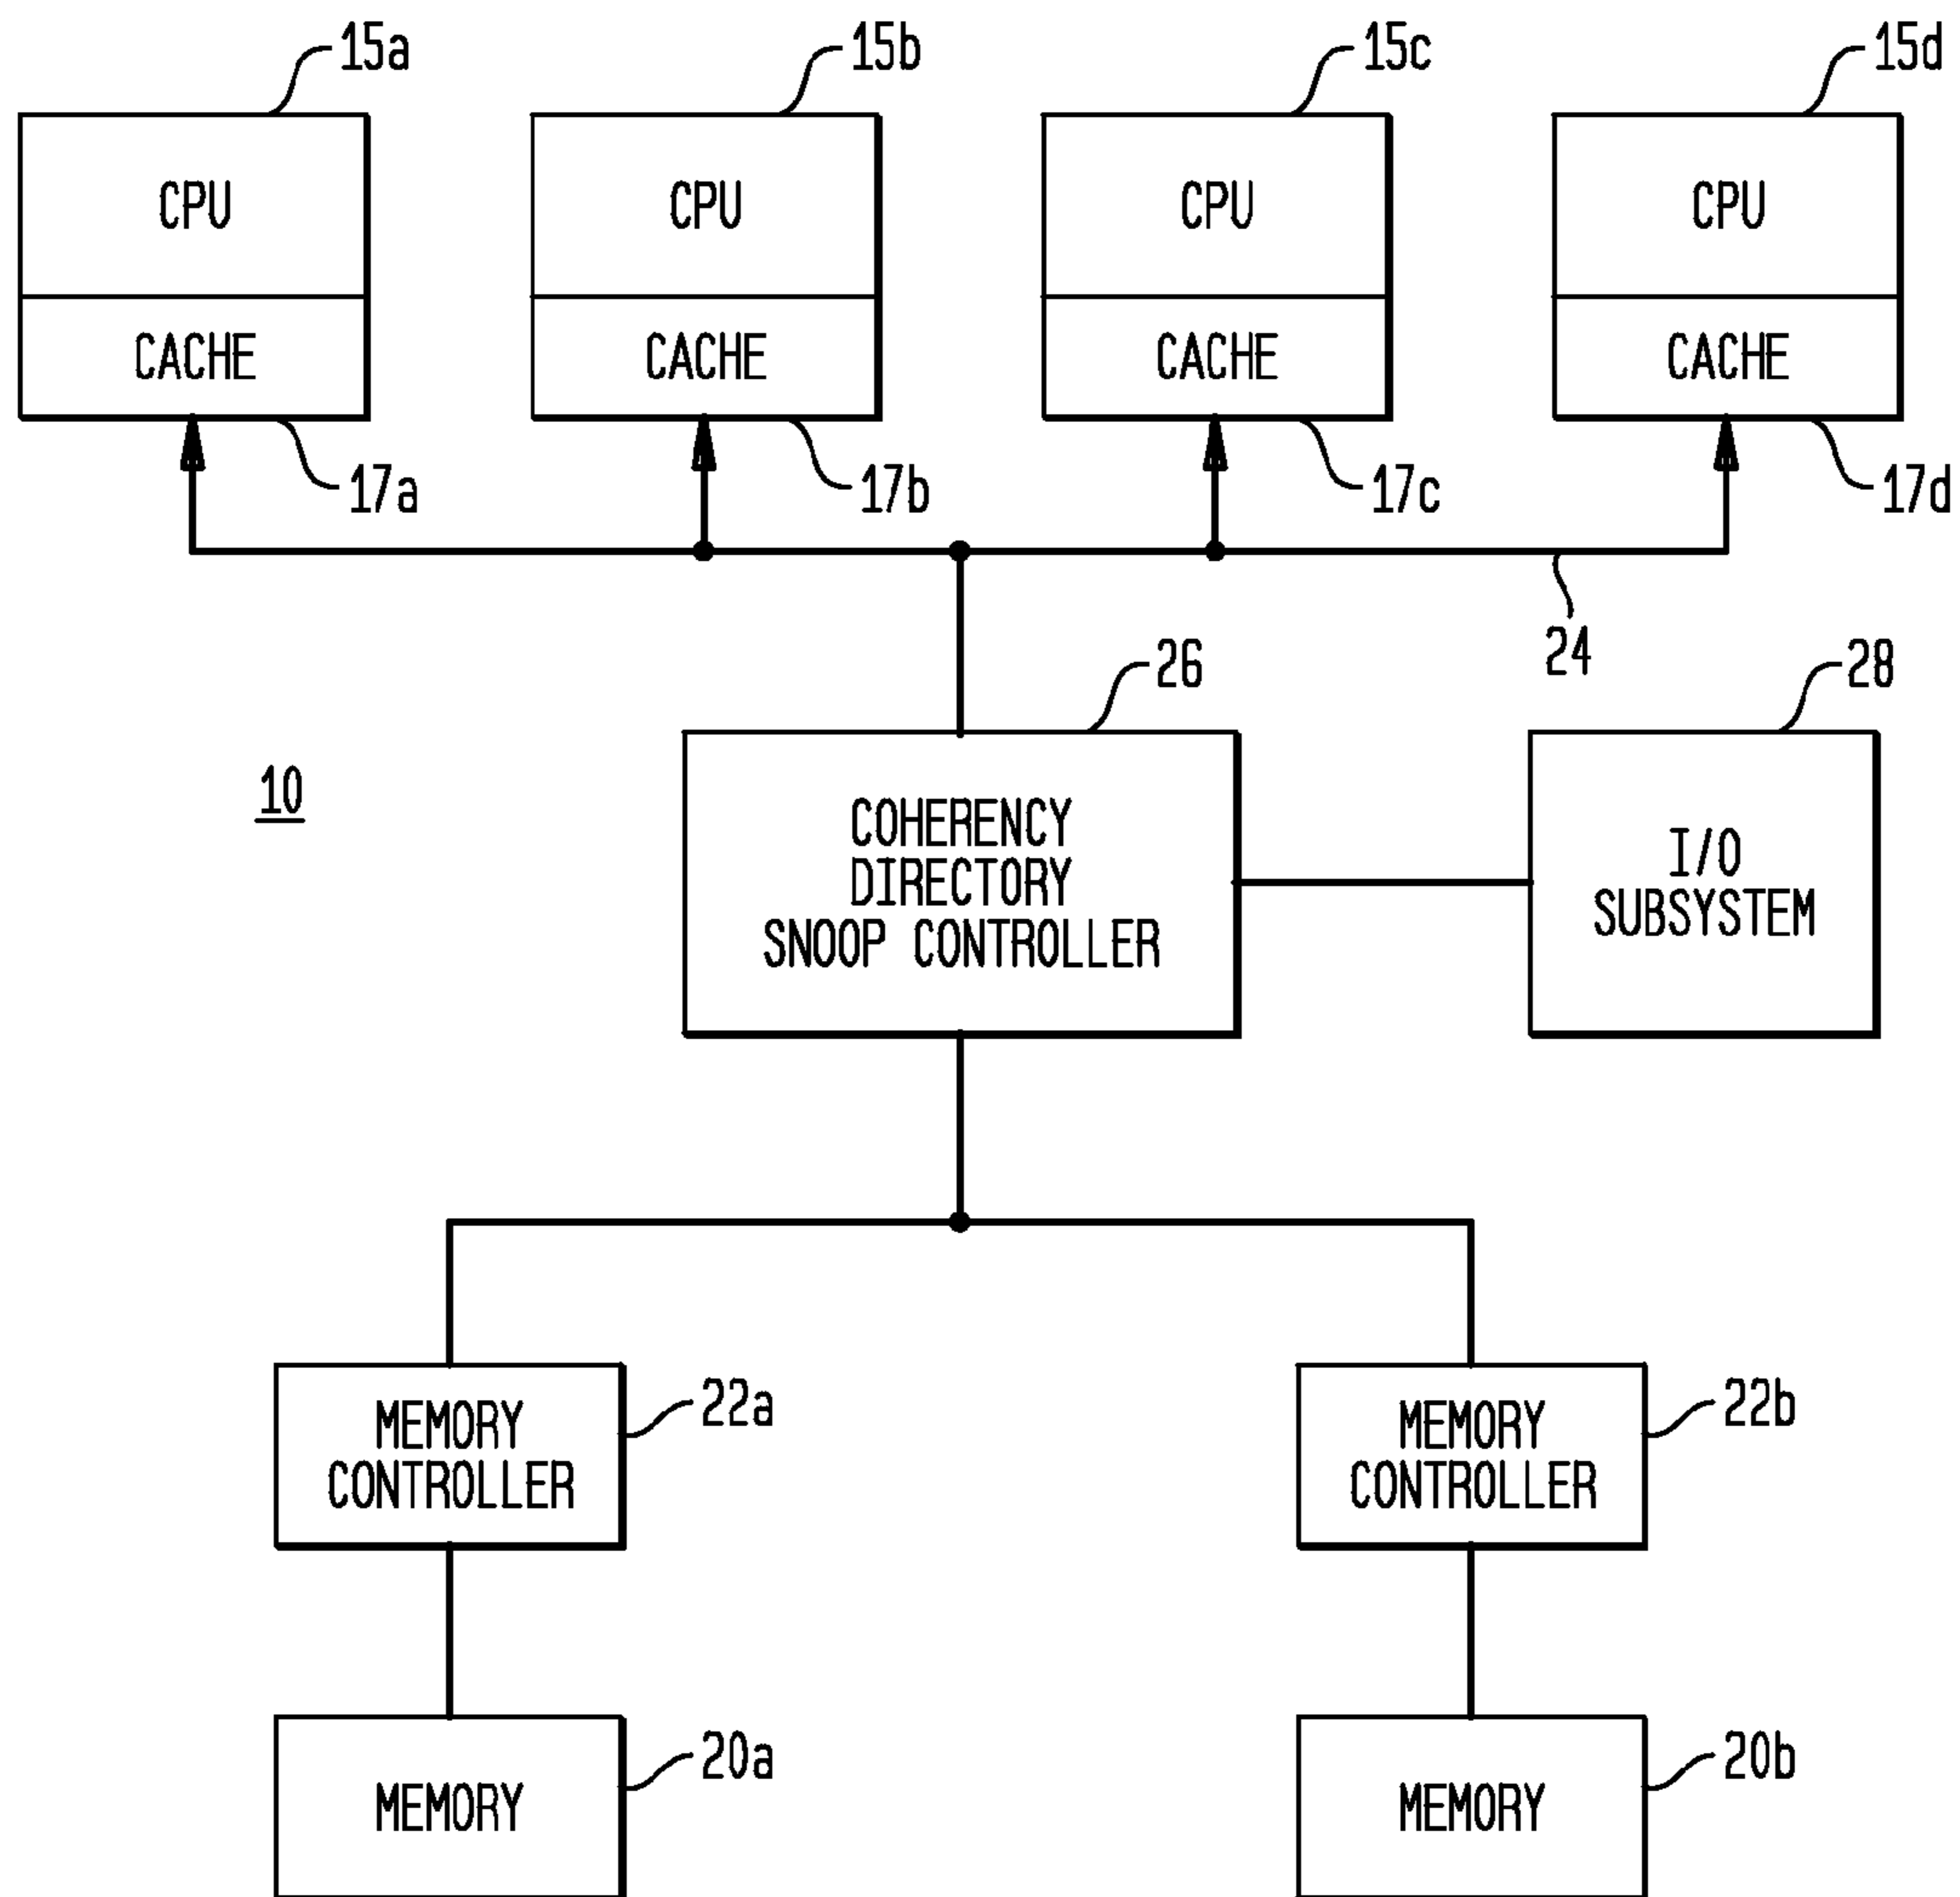 15a
15b
15c
15d
CPU
CPU
CPU
CPU
CACHE
CACHE
CACHE
CACHE
17a
17b
17c
17d
24
26
28
10
COHERENCY
DIRECTORY
SNOOP CONTROLLER
I/O
SUBSYSTEM
MEMORY
CONTROLLER
22a
MEMORY
CONTROLLER
22b
MEMORY
20a
MEMORY
20b